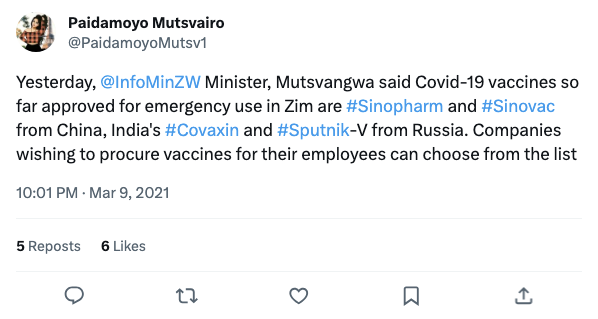 Paidamoyo Mutsvairo
@PaidamoyoMutsv1
Yesterday, @InfoMinZW Minister, Mutsvangwa said Covid-19 vaccines so
far approved for emergency use in Zim are #Sinopharm and #Sinovac
from China, India's #Covaxin and #Sputnik-V from Russia. Companies
wishing to procure vaccines for their employees can choose from the list
10:01 PM · Mar 9, 2021
5 Reposts 6 Likes